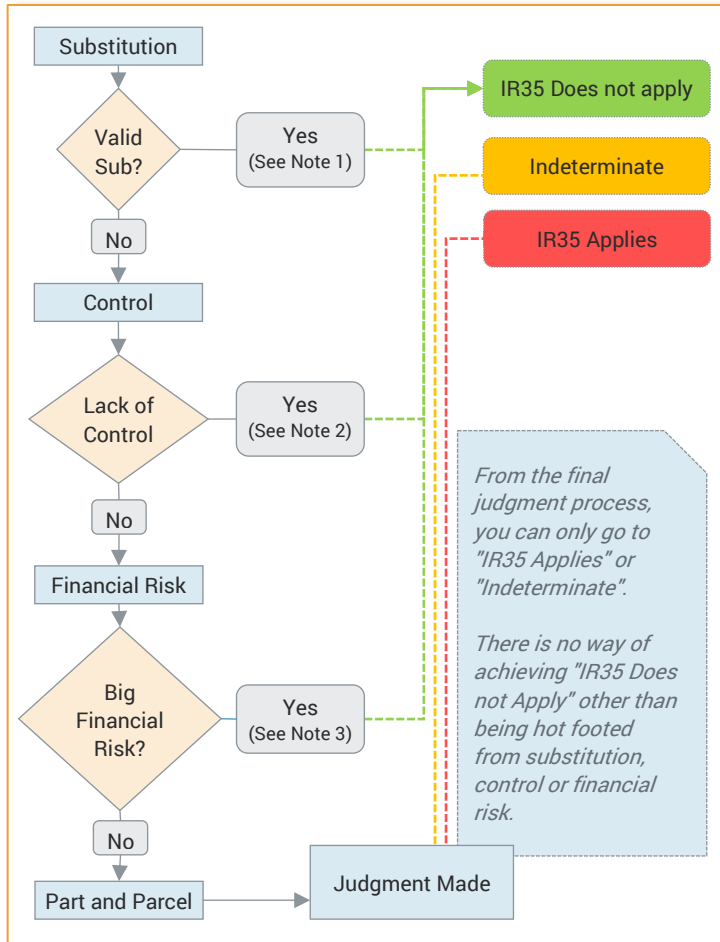 Substitution
Valid
Sub?
Yes
(See Note 1)
IR35 Does not apply
Indeterminate
IR35 Applies
No
Control
Lack of
Control
Yes
(See Note 2)
No
Financial Risk
Big
Financial
Risk?
Yes
(See Note 3)
No
Part and Parcel
Judgment Made
From the final
judgment process,
you can only go to
"IR35 Applies" or
"Indeterminate".
There is no way of
achieving "IR35 Does
not Apply" other than
being hot footed
from substitution,
control or financial
risk.